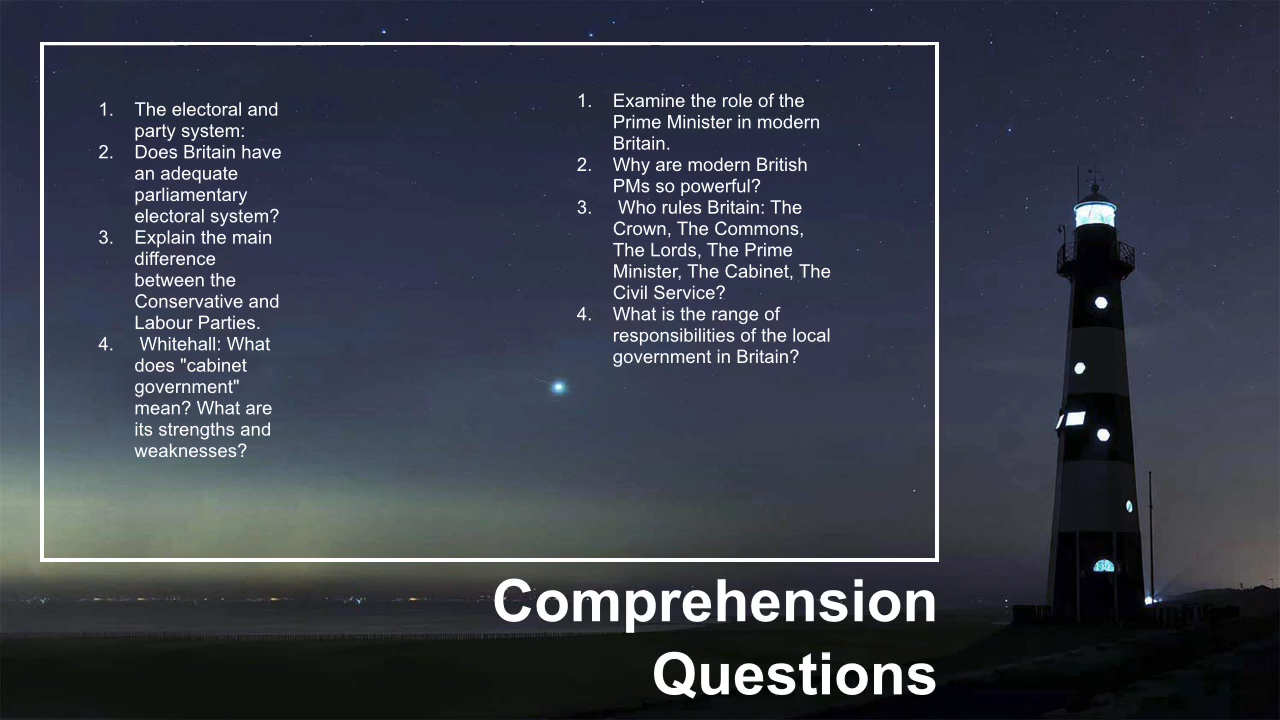 1. The electoral and
party system:
2. Does Britain have
an adequate
parliamentary
electoral system?
3. Explain the main
difference
between the
Conservative and
Labour Parties.
4. Whitehall: What
does "cabinet
government"
mean? What are
its strengths and
weaknesses?
1. Examine the role of the
Prime Minister in modern
Britain.
2. Why are modern British
PMs so powerful?
3. Who rules Britain: The
Crown, The Commons,
The Lords, The Prime
Minister, The Cabinet, The
Civil Service?
4. What is the range of
responsibilities of the local
government in Britain?
Comprehension
Questions